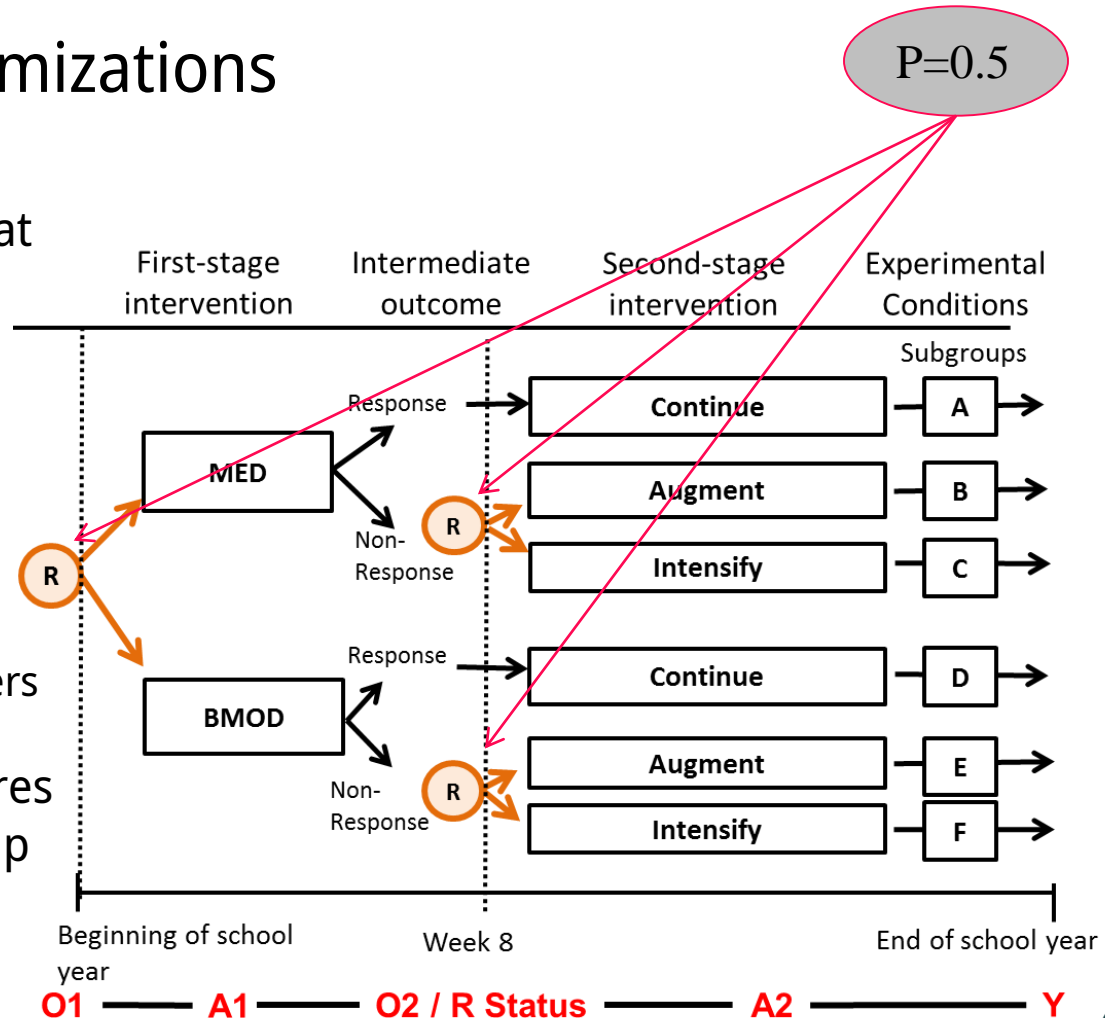 mizations
P=0.5
at
First-stage
intervention
Intermediate
outcome
Second-stage
intervention
Experimental
Conditions
Subgroups
Response
Continue
A
MED
Augment
B
R
Non-
Response
Intensify
C
R
ers
Response
Continue
D
BMOD
res
Augment
E
R
Non-
Response
Intensify
F
p
Beginning of school
year
Week 8
End of school year
O1 A1 O2 / R Status A2 Y